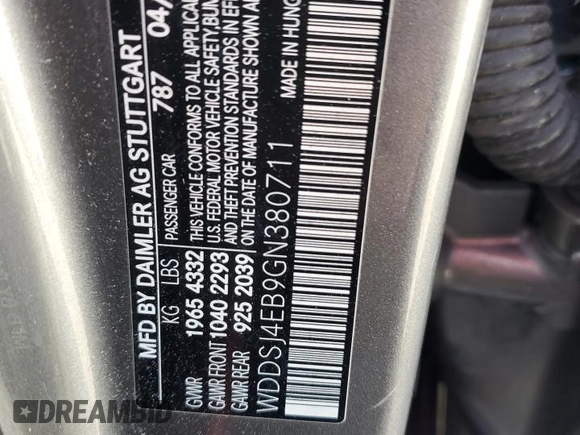 MFD BY DAIMLER AG STUTTGART
787 04/
KG LBS PASSENGER CAR
GVWR 1965 4332
GAWR FRONT 1040 2293
GAWR REAR 925 2039
THIS VEHICLE CONFORMS TO ALL APPLICA
U.S. FEDERAL MOTOR VEHICLE SAFETY, BUM
AND THEFT PREVENTION STANDARDS IN EF
ON THE DATE OF MANUFACTURE SHOWN A
MADE IN HUNG
WDDSJ4EB9GN380711
DREAMBID